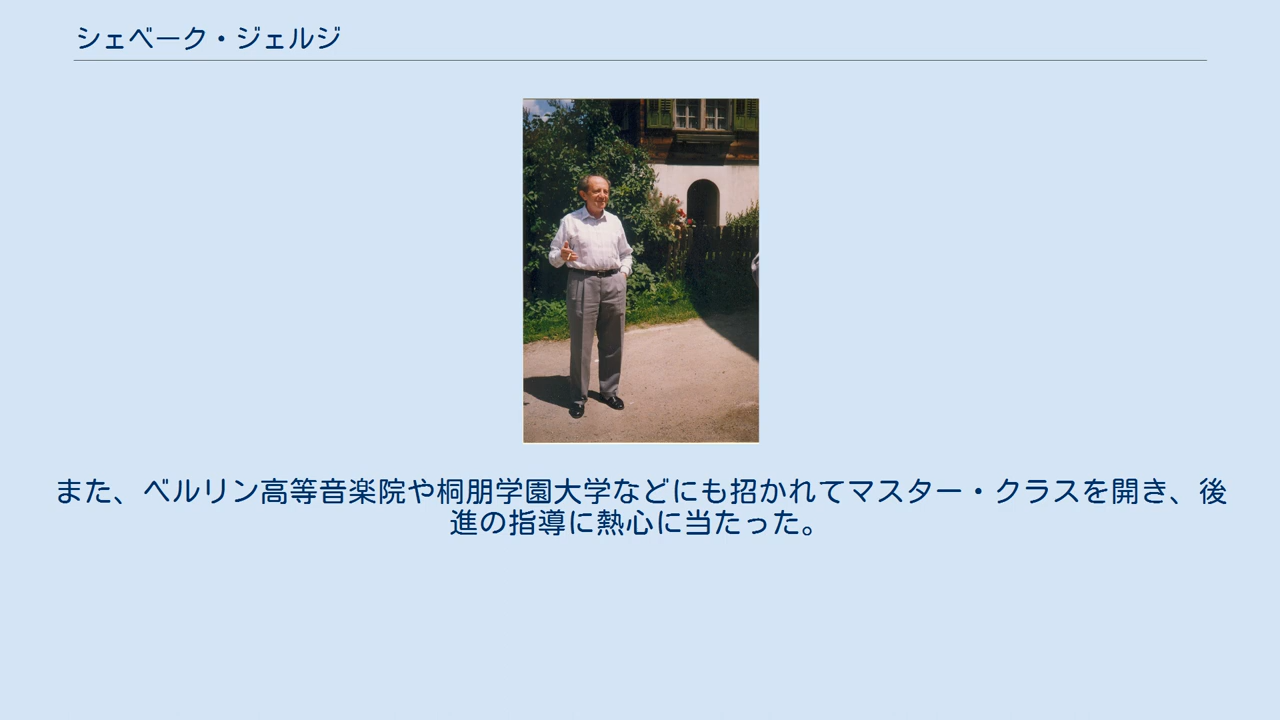 シェベーク・ジェルジ
また、ベルリン高等音楽院や桐朋学園大学などにも招かれてマスター・クラスを開き、後
進の指導に熱心に当たった。